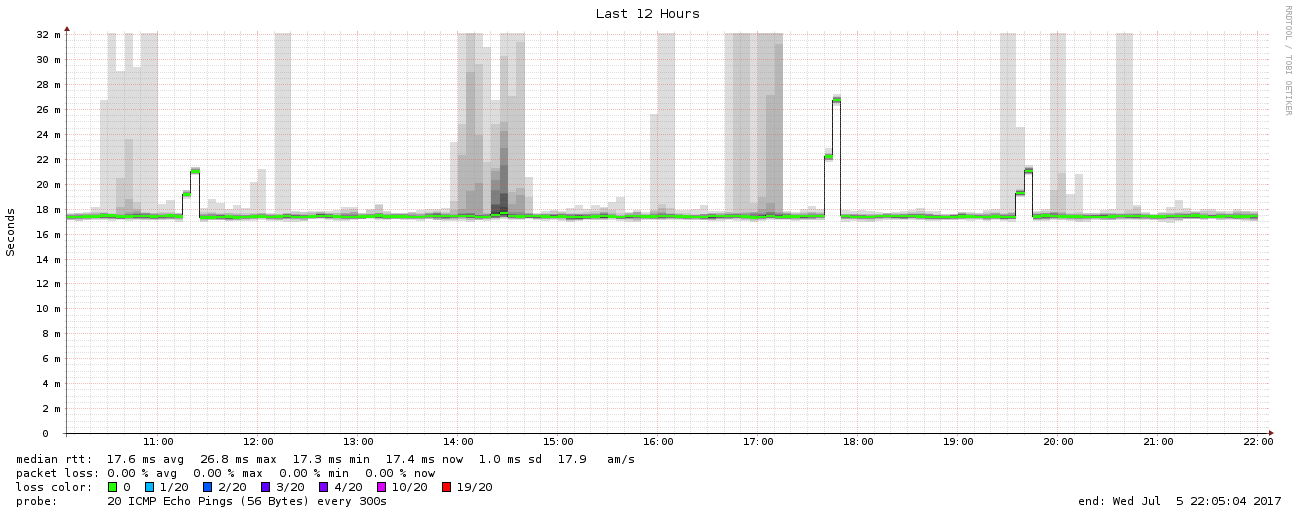 Last 12 Hours
RRDTOOL / TOBI OETIKER
Seconds
32 m
30 m
28 m
26 m
24 m
22 m
20 m
18 m
16 m
14 m
12 m
10 m
8 m
6 m
4 m
2 m
0
11:00 12:00 13:00 14:00 15:00 16:00 17:00 18:00 19:00 20:00 21:00 22:00
median rtt: 17.6 ms avg 26.8 ms max 17.3 ms min 17.4 ms now 1.0 ms sd 17.9 am/s
packet loss: 0.00 % avg 0.00 % max 0.00 % min 0.00 % now
loss color: 0 1/20 2/20 3/20 4/20 10/20 19/20
probe: 20 ICMP Echo Pings (56 Bytes) every 300s end: Wed Jul 5 22:05:04 2017